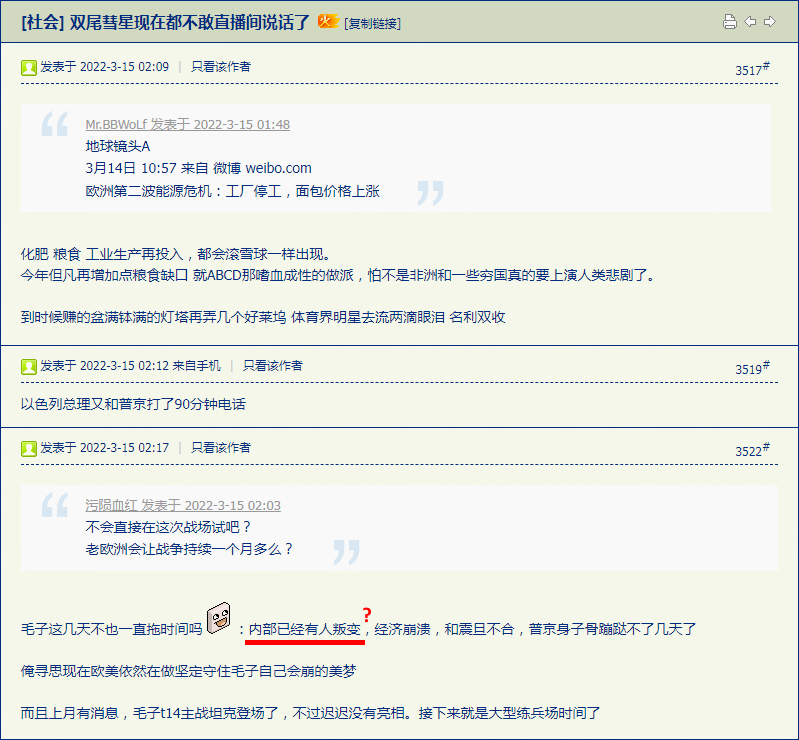 [社会] 双尾彗星现在都不敢直播间说话了 火 [复制链接]
发表于 2022-3-15 02:09 | 只看该作者 3517#
Mr.BBWoLf 发表于 2022-3-15 01:48
地球镜头A
3月14日 10:57 来自 微博 weibo.com
欧洲第二波能源危机：工厂停工，面包价格上涨
化肥 粮食 工业生产再投入，都会滚雪球一样出现。
今年但凡再增加点粮食缺口 就ABCD那嗜血成性的做派，怕不是非洲和一些穷国真的要上演人类悲剧了。
到时候赚的盆满钵满的灯塔再弄几个好莱坞 体育界明星去流两滴眼泪 名利双收
发表于 2022-3-15 02:12 来自手机 | 只看该作者 3519#
以色列总理又和普京打了90分钟电话
发表于 2022-3-15 02:17 | 只看该作者 3522#
污陨血红 发表于 2022-3-15 02:03
不会直接在这次战场试吧？
老欧洲会让战争持续一个月多么？
毛子这几天不也一直拖时间吗 ：内部已经有人叛变，经济崩溃，和震旦不合，普京身子骨蹦跶不了几天了
?
俺寻思现在欧美依然在做坚定守住毛子自己会崩的美梦
而且上月有消息，毛子t14主战坦克登场了，不过迟迟没有亮相。接下来就是大型练兵场时间了